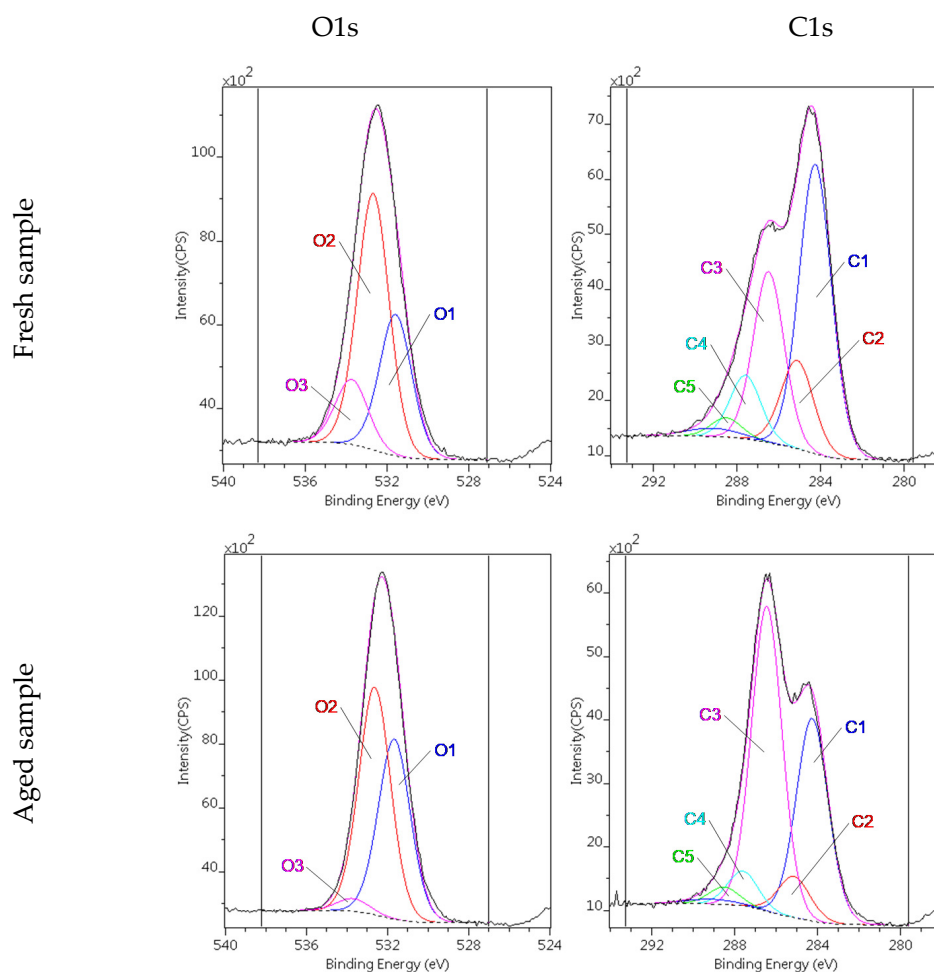 O1s
C1s
Fresh sample
x10²
Intensity(CPS)
100
80
60
40
O2
O1
O3
540
536
532
528
524
Binding Energy (eV)
x10²
Intensity(CPS)
70
60
50
40
30
20
10
C3
C1
C4
C2
C5
292
288
284
280
Binding Energy (eV)
Aged sample
x10²
Intensity(CPS)
120
100
80
60
40
O2
O1
O3
540
536
532
528
524
Binding Energy (eV)
x10²
Intensity(CPS)
60
50
40
30
20
10
C3
C1
C4
C2
C5
292
288
284
280
Binding Energy (eV)